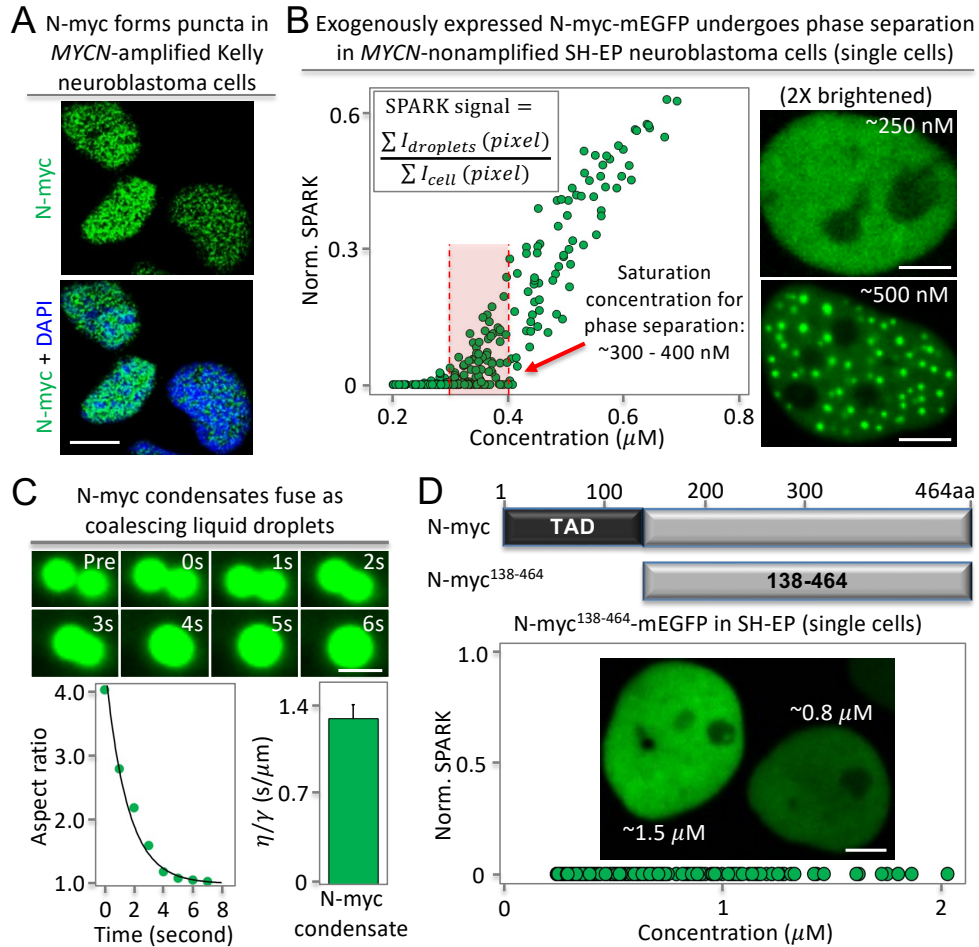 A
N-myc forms puncta in
MYCN-amplified Kelly
neuroblastoma cells
N-myc
N-myc + DAPI
B
Exogenously expressed N-myc-mEGFP undergoes phase separation
in MYCN-nonamplified SH-EP neuroblastoma cells (single cells)
SPARK signal =
∑ I_droplets (pixel)
∑ I_cell (pixel)
Norm. SPARK
0.6
0.3
0
0.2
0.4
0.6
0.8
Concentration (μM)
Saturation
concentration for
phase separation:
~300 - 400 nM
(2X brightened)
~250 nM
~500 nM
C
N-myc condensates fuse as
coalescing liquid droplets
Pre
0s
1s
2s
3s
4s
5s
6s
Aspect ratio
4.0
3.0
2.0
1.0
0 2 4 6 8
Time (second)
η/γ (s/μm)
1.4
0.7
0
N-myc
condensate
D
1 100 200 300 464aa
N-myc
TAD
N-myc138-464
138-464
N-myc138-464-mEGFP in SH-EP (single cells)
Norm. SPARK
1.0
0.5
0
~0.8 μM
~1.5 μM
0 1 2
Concentration (μM)